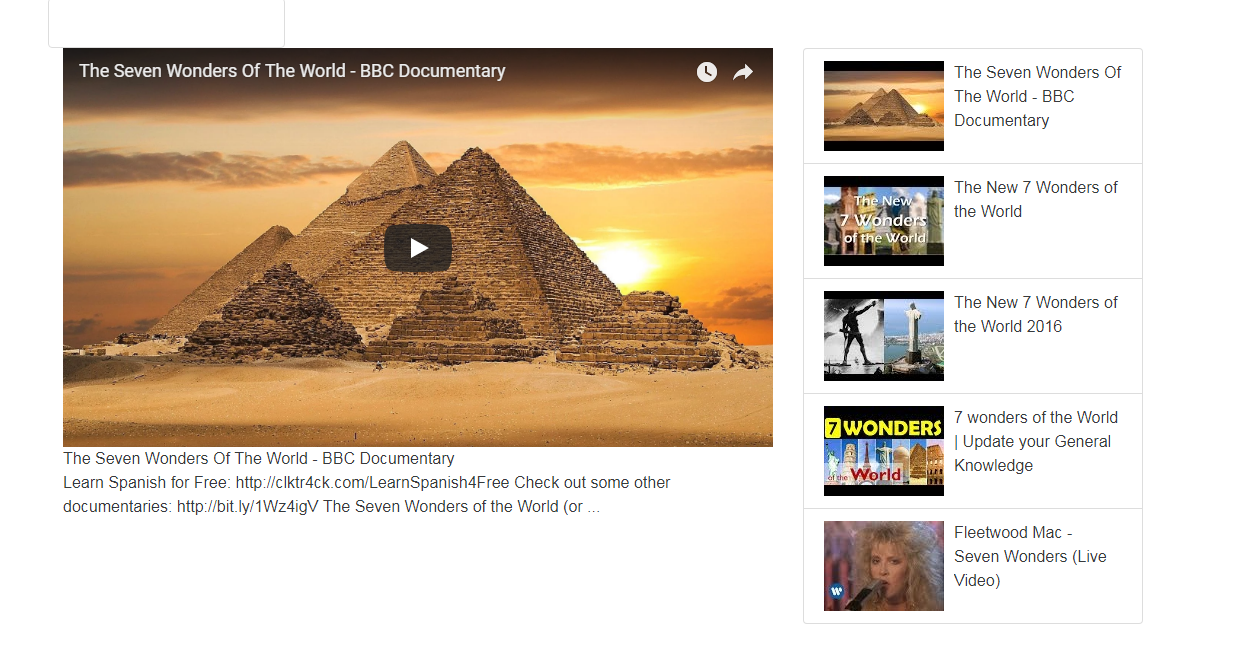 The Seven Wonders Of The World - BBC Documentary
The Seven Wonders Of The World - BBC Documentary
Learn Spanish for Free: http://clktr4ck.com/LearnSpanish4Free Check out some other
documentaries: http://bit.ly/1Wz4igV The Seven Wonders of the World (or ...
The Seven Wonders Of
The World - BBC
Documentary
The New
7 Wonders
of the World
The New 7 Wonders of
the World
The New 7 Wonders of
the World 2016
7 WONDERS
of the World
7 wonders of the World
| Update your General
Knowledge
W
Fleetwood Mac -
Seven Wonders (Live
Video)